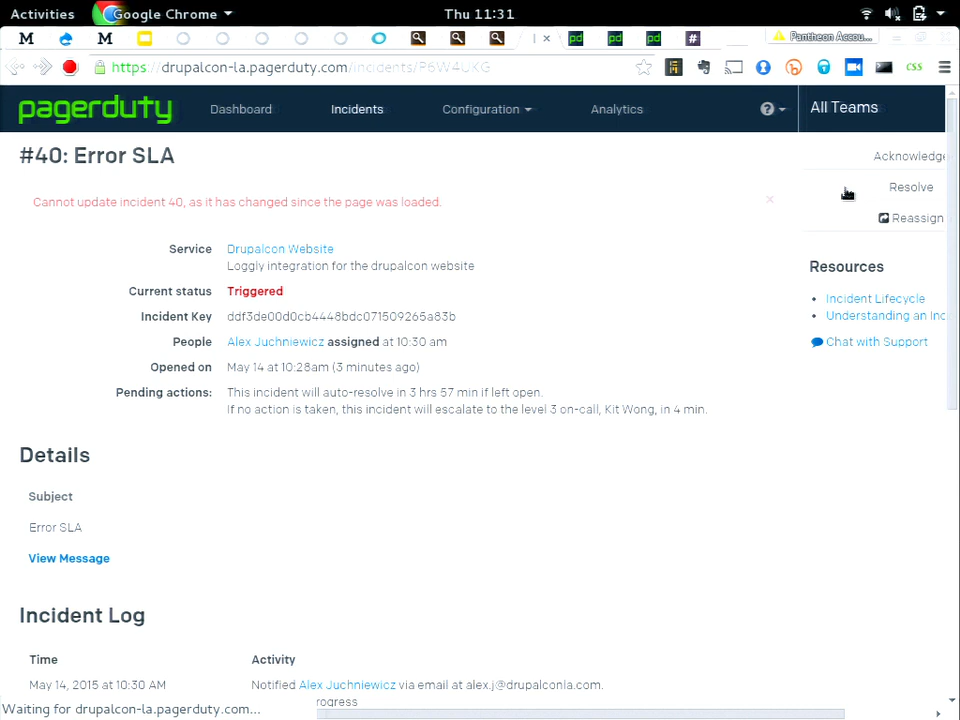 Activities
Google Chrome
Thu 11:31
Pantheon Accou...
https://drupalcon-la.pagerduty.com/incidents/P6W4UKG
CSS
pagerduty
Dashboard
Incidents
Configuration
Analytics
?
All Teams
#40: Error SLA
Acknowledge
Cannot update incident 40, as it has changed since the page was loaded.
Resolve
Reassign
Service Drupalcon Website
Loggly integration for the drupalcon website
Current status Triggered
Incident Key ddf3de00d0cb4448bdc071509265a83b
People Alex Juchniewicz assigned at 10:30 am
Opened on May 14 at 10:28am (3 minutes ago)
Pending actions: This incident will auto-resolve in 3 hrs 57 min if left open.
If no action is taken, this incident will escalate to the level 3 on-call, Kit Wong, in 4 min.
Resources
Incident Lifecycle
Understanding an Inc
Chat with Support
Details
Subject
Error SLA
View Message
Incident Log
Time Activity
May 14, 2015 at 10:30 AM Notified Alex Juchniewicz via email at alex.j@drupalconla.com.
rogress
Waiting for drupalcon-la.pagerduty.com...